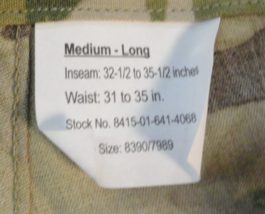 Medium - Long
Inseam: 32-1/2 to 35-1/2 inches
Waist: 31 to 35 in.
Stock No. 8415-01-641-4068
Size: 8390/7989